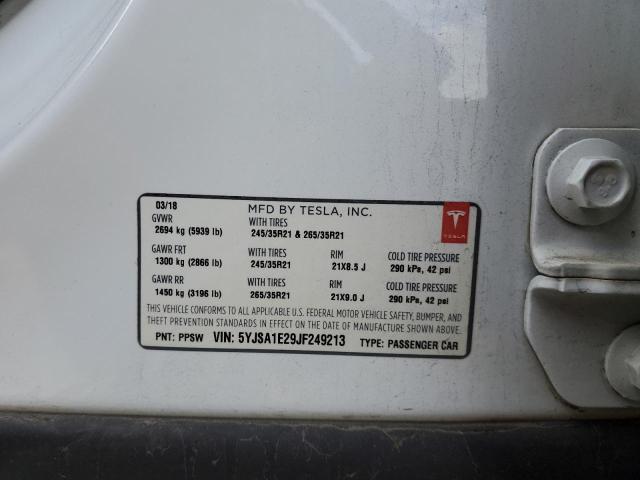 03/18 MFD BY TESLA, INC.
GVWR WITH TIRES
2694 kg (5939 lb) 245/35R21 & 265/35R21
TESLA
GAWR FRT WITH TIRES RIM COLD TIRE PRESSURE
1300 kg (2866 lb) 245/35R21 21X8.5 J 290 kPa, 42 psi
GAWR RR WITH TIRES RIM COLD TIRE PRESSURE
1450 kg (3196 lb) 265/35R21 21X9.0 J 290 kPa, 42 psi
THIS VEHICLE CONFORMS TO ALL APPLICABLE U.S. FEDERAL MOTOR VEHICLE SAFETY, BUMPER, AND
THEFT PREVENTION STANDARDS IN EFFECT ON THE DATE OF MANUFACTURE SHOWN ABOVE.
PNT: PPSW VIN: 5YJSA1E29JF249213 TYPE: PASSENGER CAR